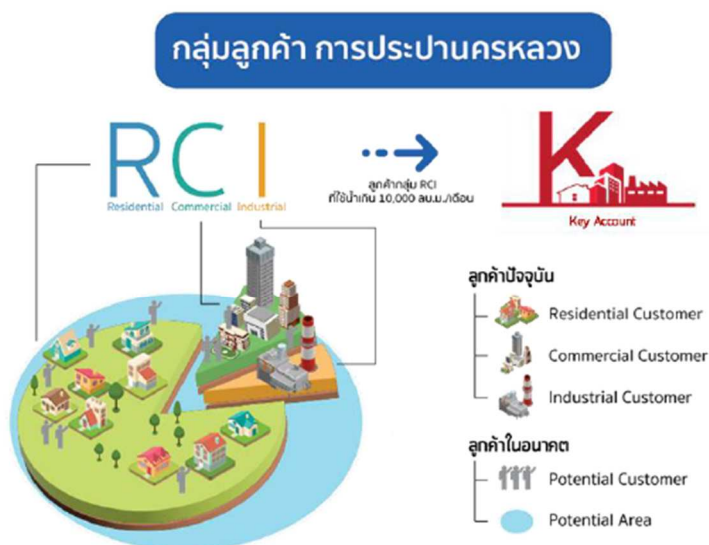 กลุ่มลูกค้า การประปานครหลวง
RCI
Residential Commercial Industrial
ลูกค้ากลุ่ม RCI
ที่ใช้น้ำเกิน 10,000 ลบ.ม./เดือน
K
Key Account
ลูกค้าปัจจุบัน
Residential Customer
Commercial Customer
Industrial Customer
ลูกค้าในอนาคต
Potential Customer
Potential Area